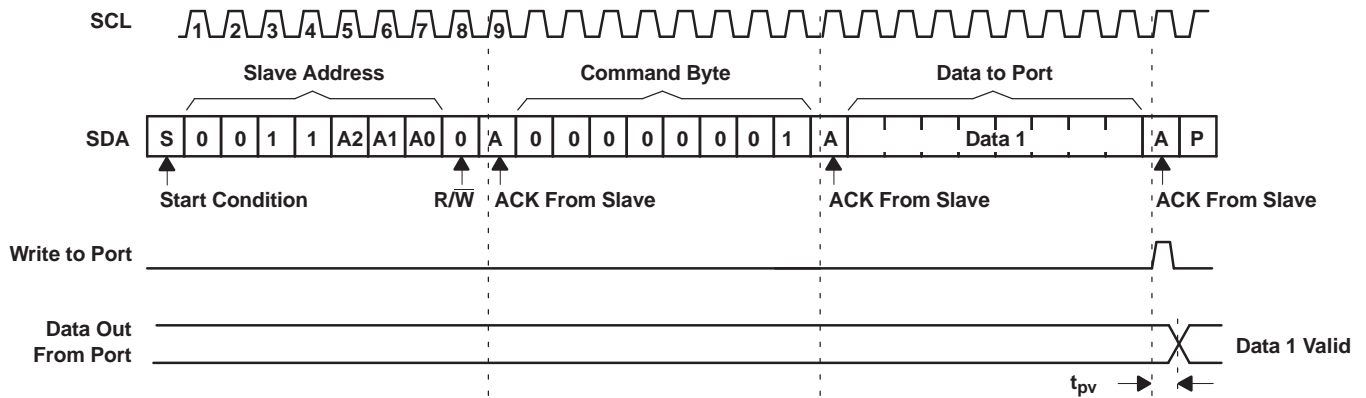 SCL 1 2 3 4 5 6 7 8 9
Slave Address Command Byte Data to Port
SDA S 0 0 1 1 A2 A1 A0 0 A 0 0 0 0 0 0 0 1 A Data 1 A P
Start Condition R/W̅ ACK From Slave ACK From Slave ACK From Slave
Write to Port
Data Out
From Port
Data 1 Valid
tpv